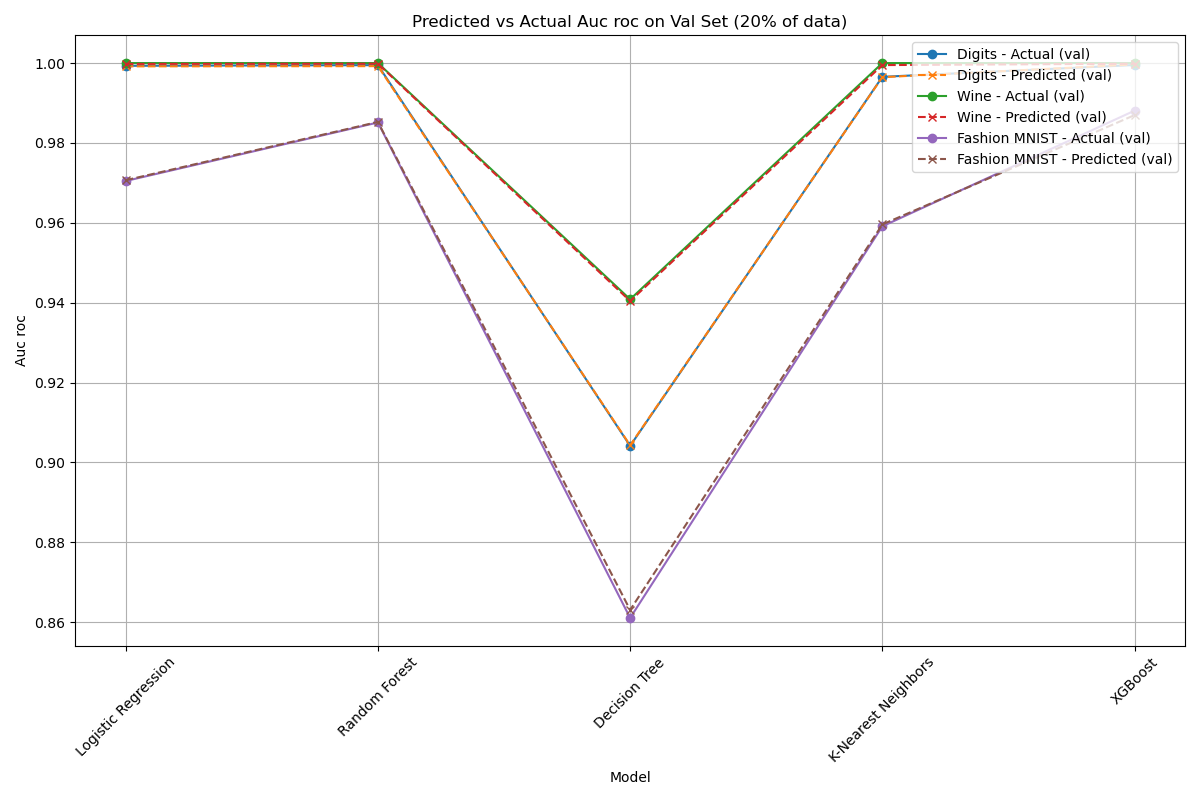 Predicted vs Actual Auc roc on Val Set (20% of data)
Digits - Actual (val)
Digits - Predicted (val)
Wine - Actual (val)
Wine - Predicted (val)
Fashion MNIST - Actual (val)
Fashion MNIST - Predicted (val)
1.00
0.98
0.96
0.94
0.92
0.90
0.88
0.86
Auc roc
Logistic Regression
Random Forest
Decision Tree
K-Nearest Neighbors
XGBoost
Model